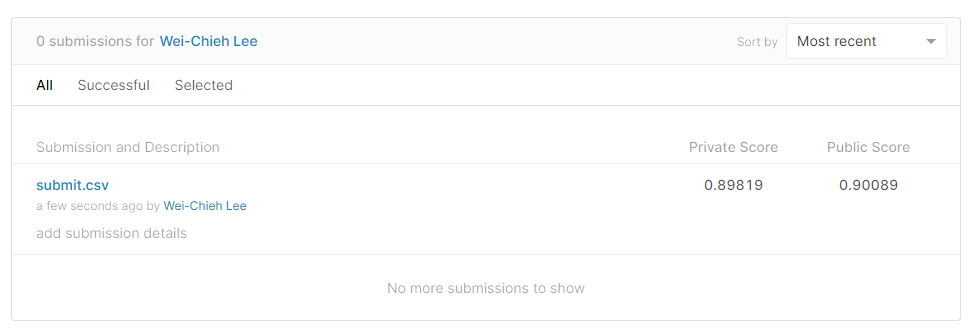 0 submissions for Wei-Chieh Lee Sort by Most recent
All Successful Selected
Submission and Description Private Score Public Score
submit.csv 0.89819 0.90089
a few seconds ago by Wei-Chieh Lee
add submission details
No more submissions to show